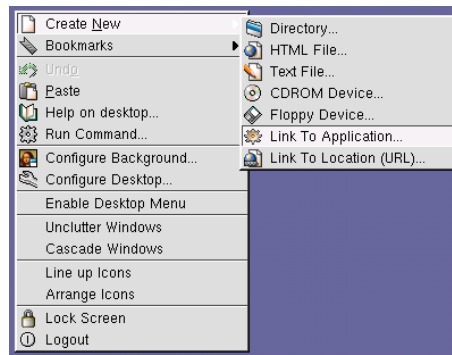 Create New
Bookmarks
Undo
Paste
Help on desktop...
Run Command...
Configure Background...
Configure Desktop...
Enable Desktop Menu
Unclutter Windows
Cascade Windows
Line up Icons
Arrange Icons
Lock Screen
Logout
Directory...
HTML File...
Text File...
CDROM Device...
Floppy Device...
Link To Application...
Link To Location (URL)...